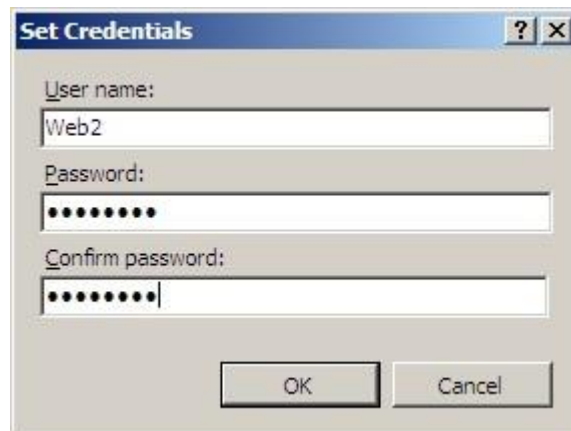 Set Credentials
User name:
Web2
Password:
••••••••
Confirm password:
••••••••
OK Cancel